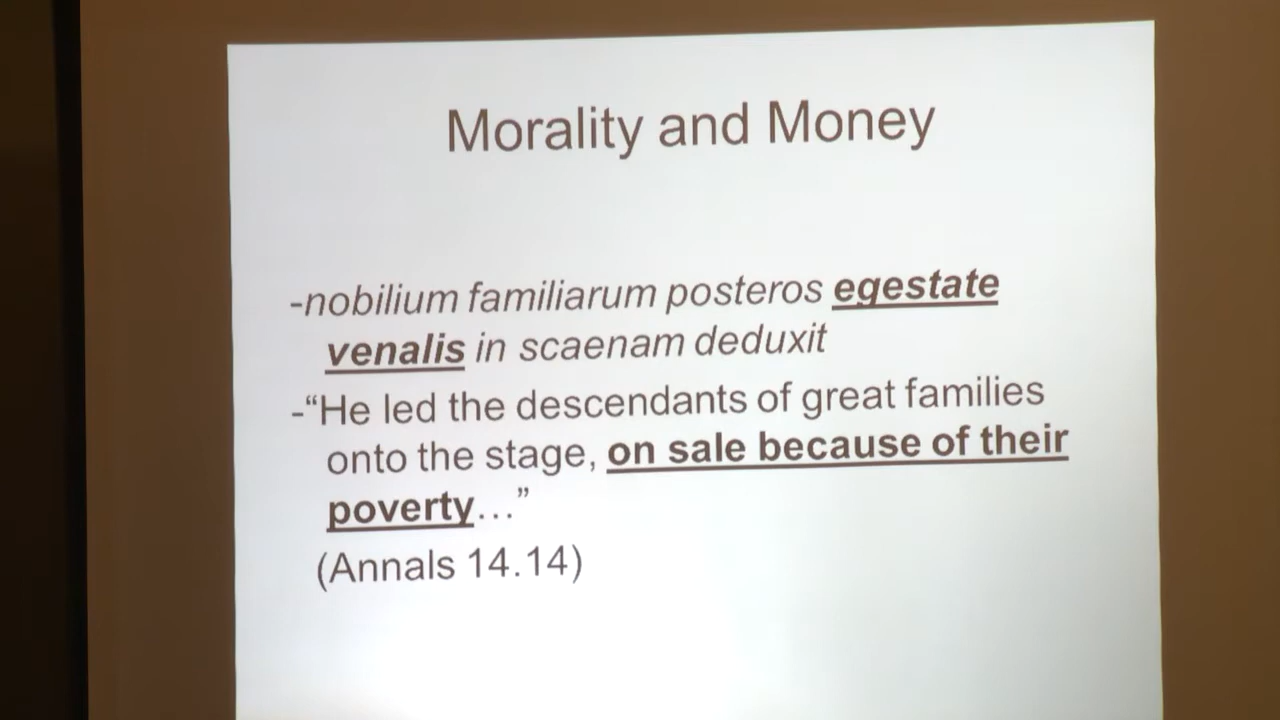 Morality and Money
-nobilium familiarum posteros egestate
venalis in scaenam deduxit
-“He led the descendants of great families
onto the stage, on sale because of their
poverty…”
(Annals 14.14)